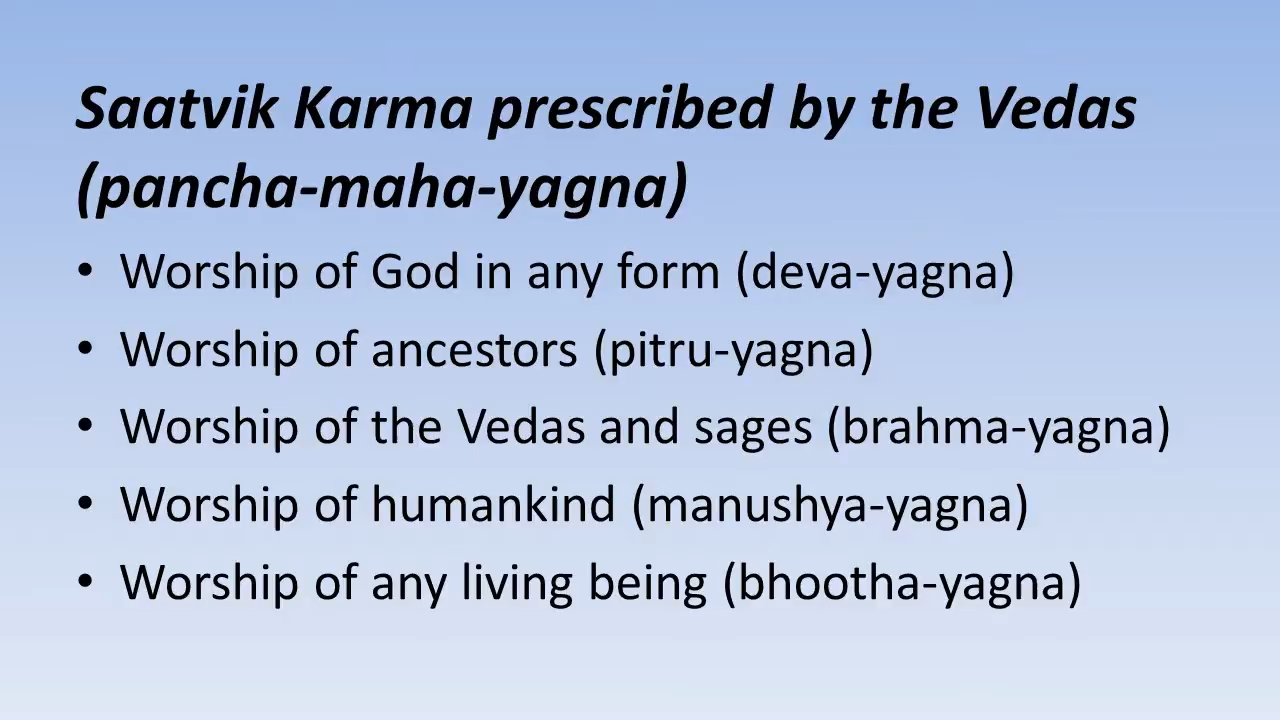 Saatvik Karma prescribed by the Vedas
(pancha-maha-yagna)
• Worship of God in any form (deva-yagna)
• Worship of ancestors (pitru-yagna)
• Worship of the Vedas and sages (brahma-yagna)
• Worship of humankind (manushya-yagna)
• Worship of any living being (bhootha-yagna)